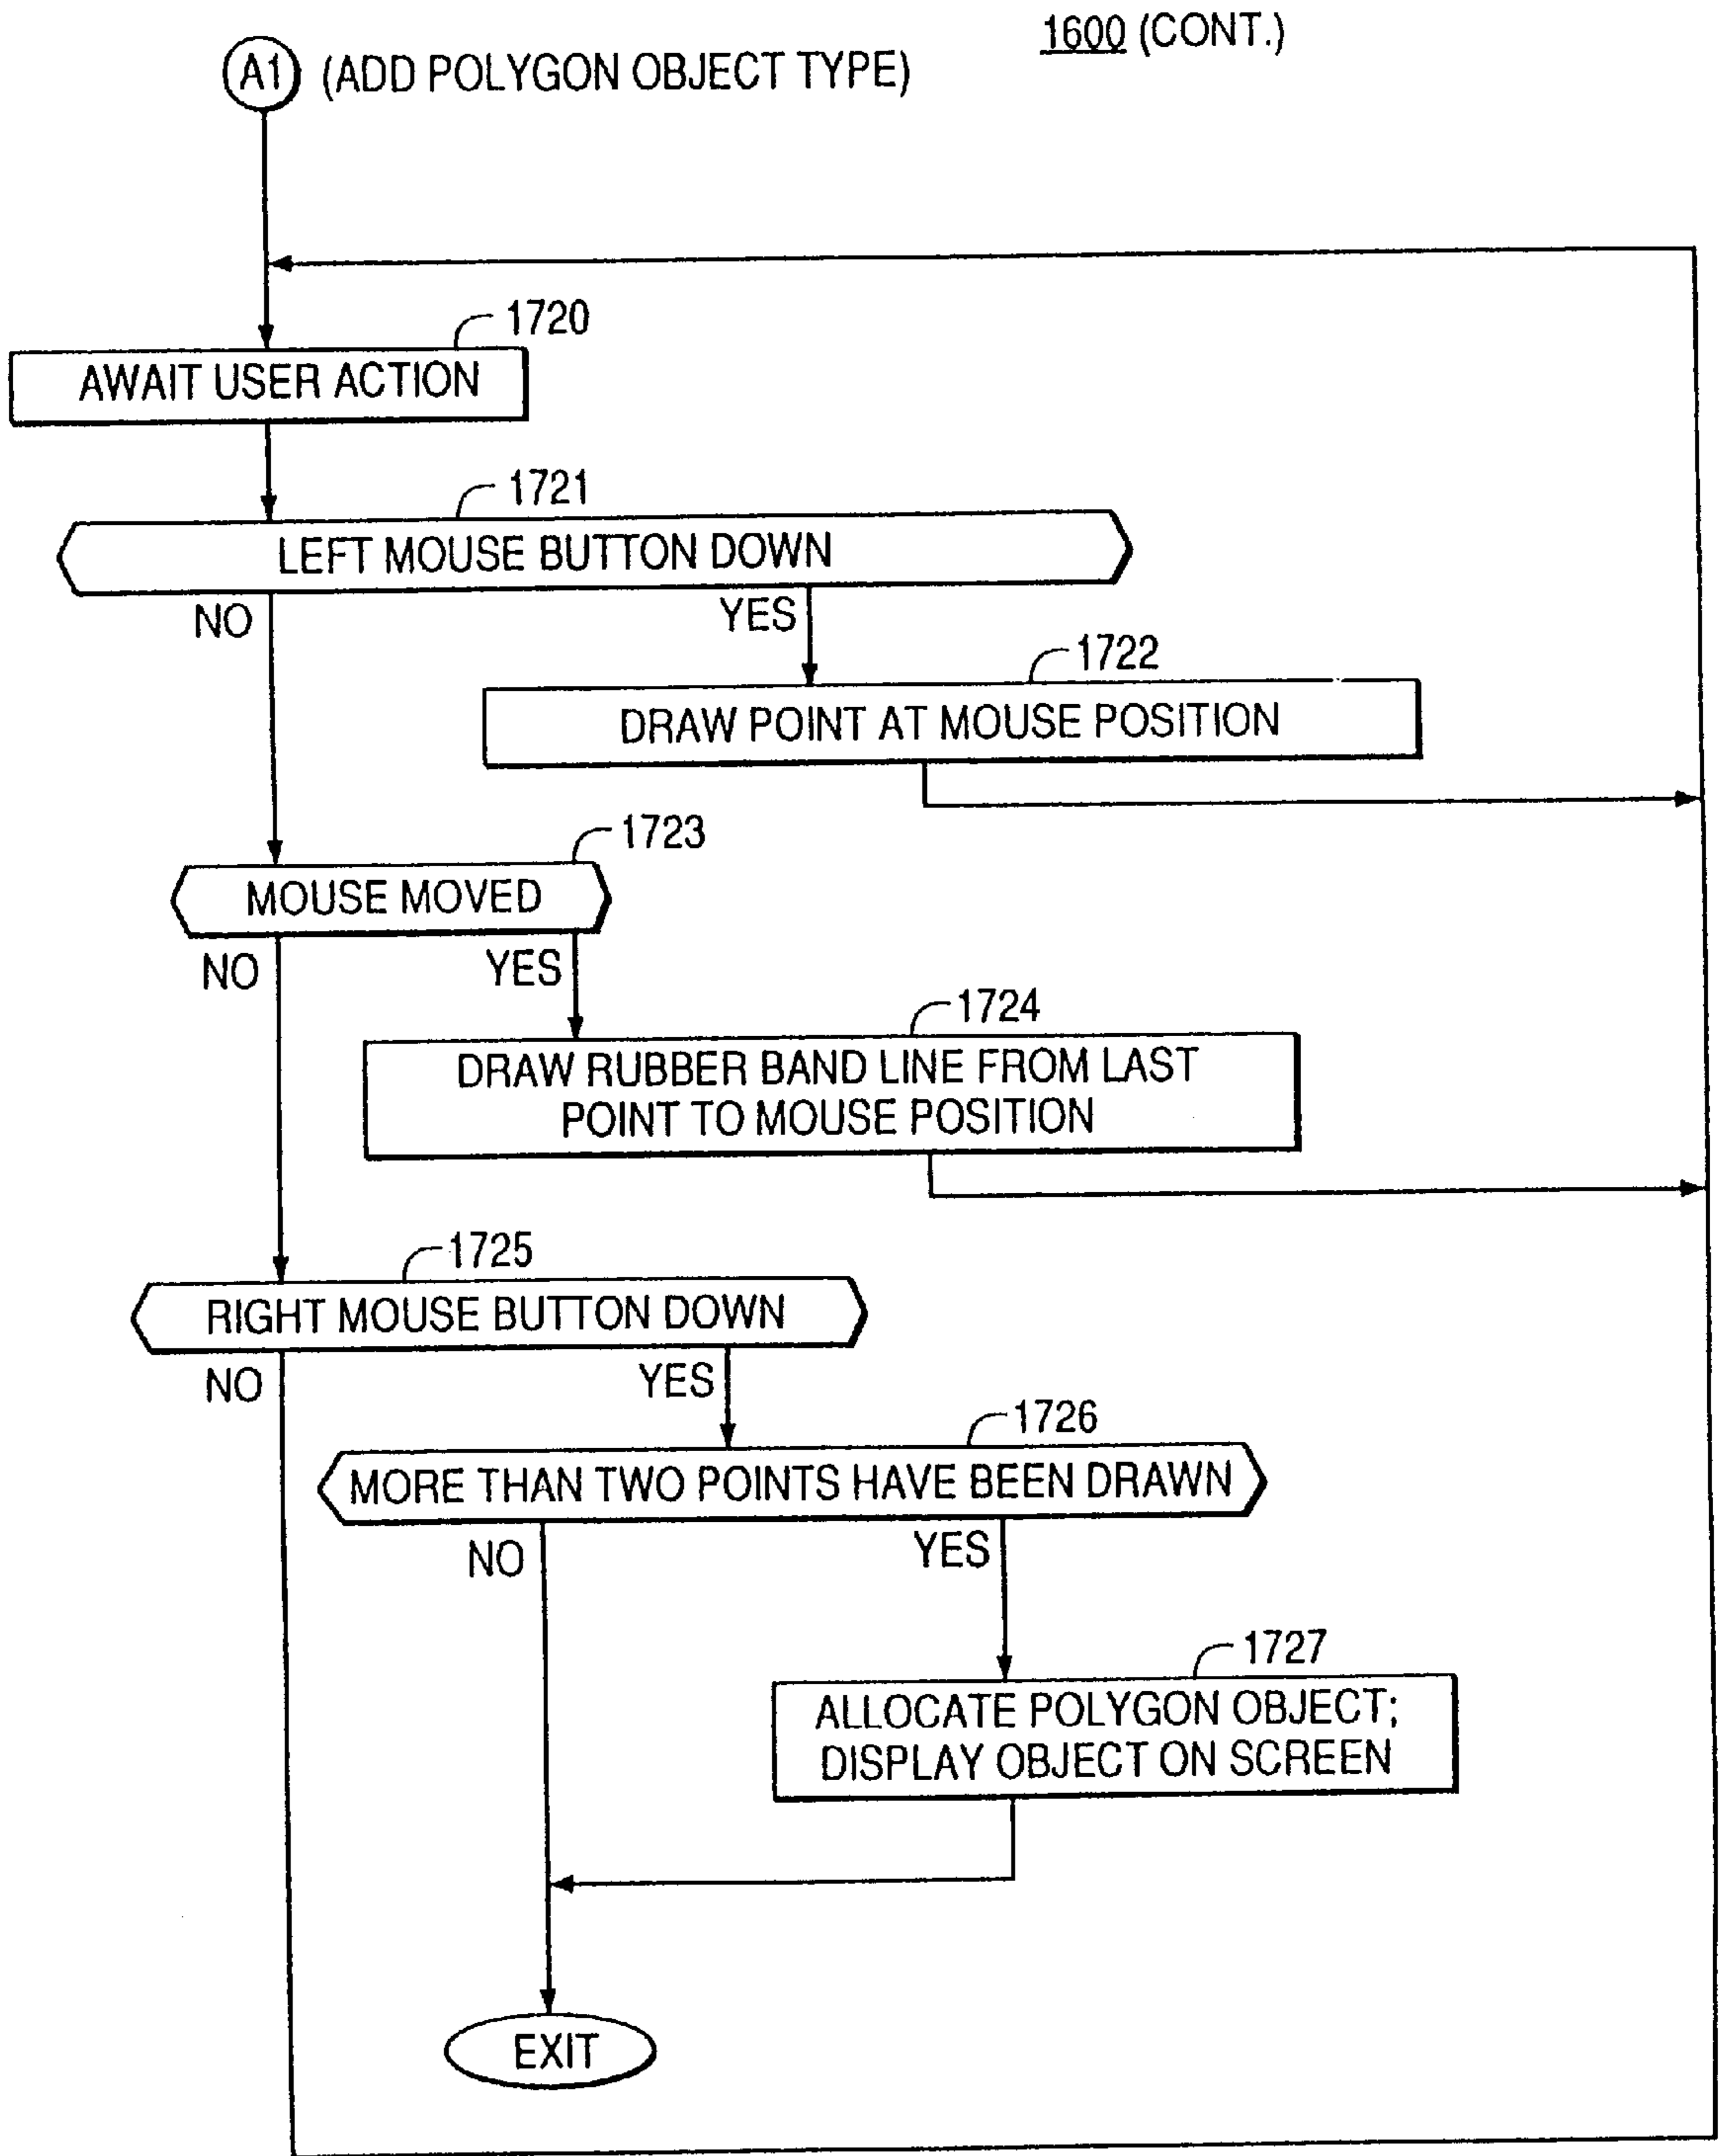 1600 (CONT.)
A1 (ADD POLYGON OBJECT TYPE)
1720
AWAIT USER ACTION
1721
LEFT MOUSE BUTTON DOWN
NO
YES
1722
DRAW POINT AT MOUSE POSITION
1723
MOUSE MOVED
NO
YES
1724
DRAW RUBBER BAND LINE FROM LAST
POINT TO MOUSE POSITION
1725
RIGHT MOUSE BUTTON DOWN
NO
YES
1726
MORE THAN TWO POINTS HAVE BEEN DRAWN
NO
YES
1727
ALLOCATE POLYGON OBJECT;
DISPLAY OBJECT ON SCREEN
EXIT